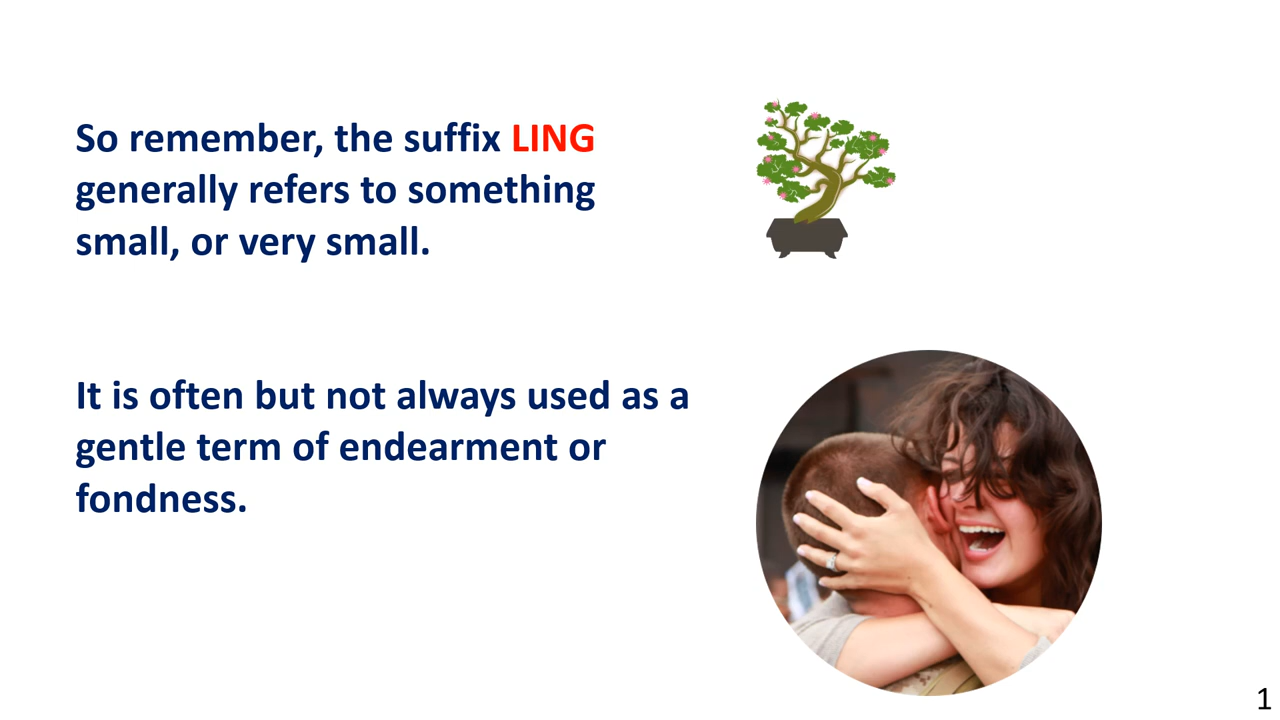 So remember, the suffix LING
generally refers to something
small, or very small.
It is often but not always used as a
gentle term of endearment or
fondness.
1